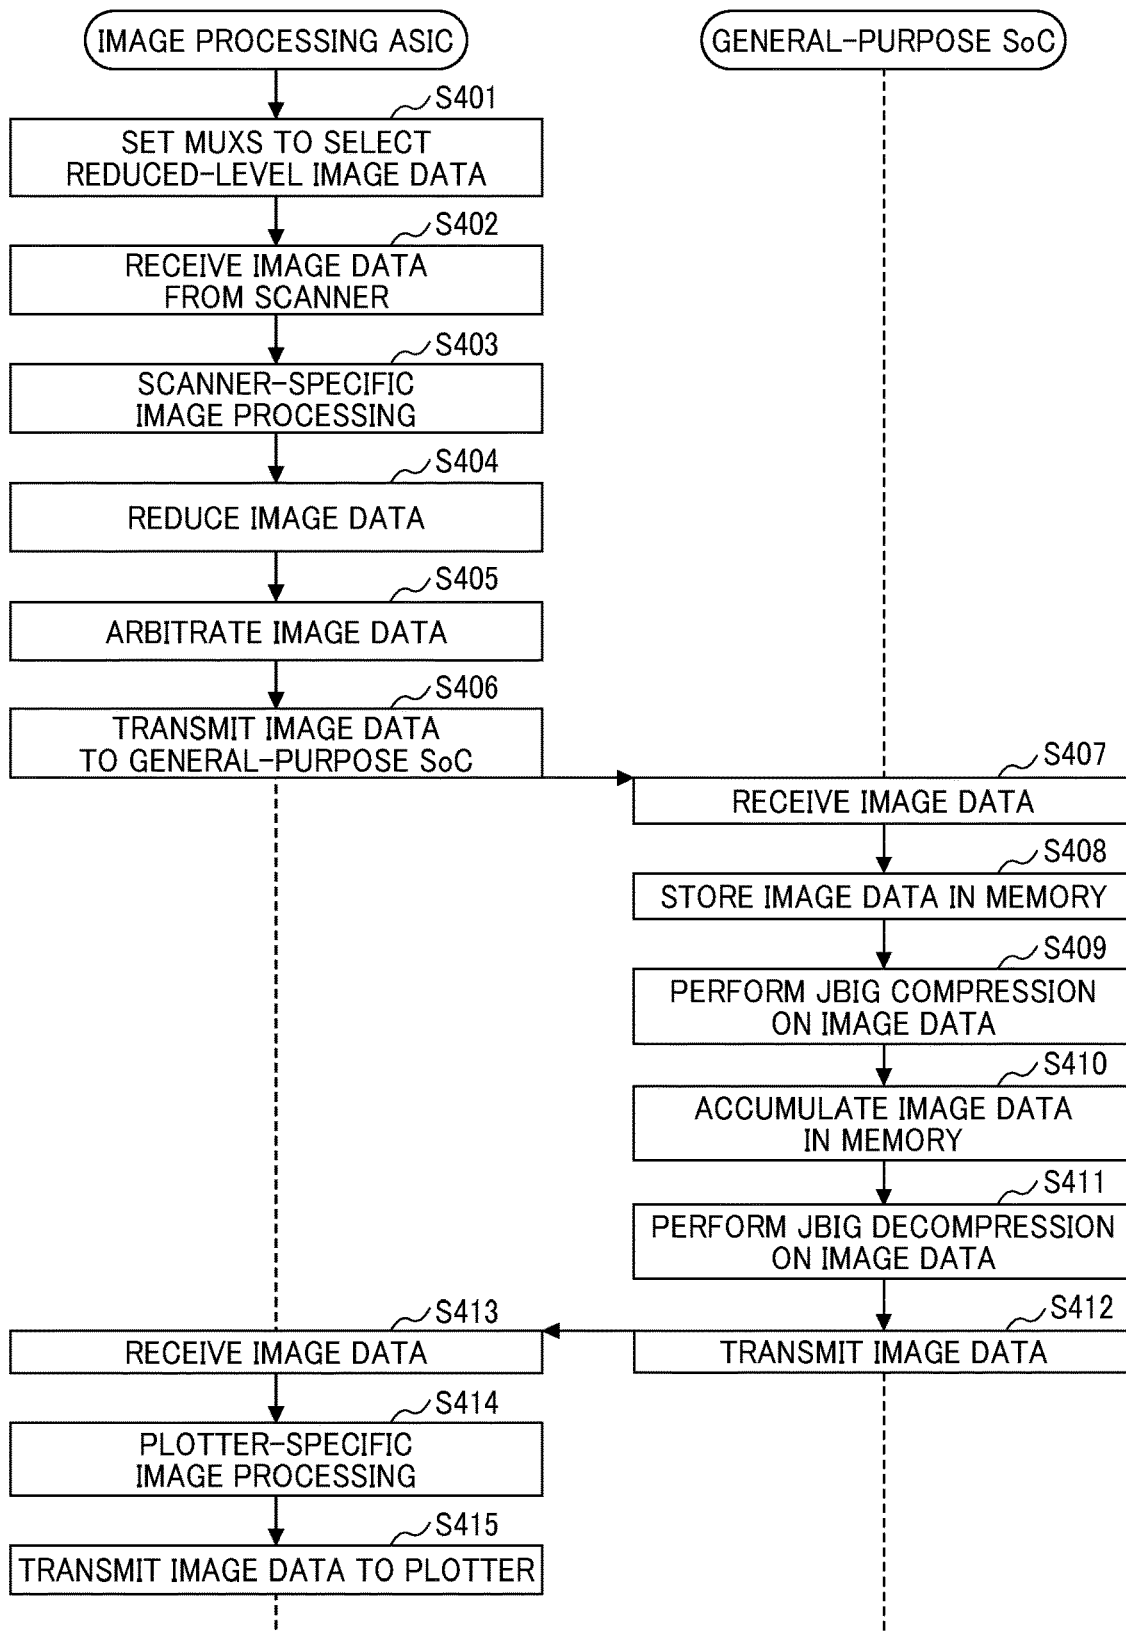 IMAGE PROCESSING ASIC
GENERAL-PURPOSE SoC
S401
SET MUXS TO SELECT
REDUCED-LEVEL IMAGE DATA
S402
RECEIVE IMAGE DATA
FROM SCANNER
S403
SCANNER-SPECIFIC
IMAGE PROCESSING
S404
REDUCE IMAGE DATA
S405
ARBITRATE IMAGE DATA
S406
TRANSMIT IMAGE DATA
TO GENERAL-PURPOSE SoC
S407
RECEIVE IMAGE DATA
S408
STORE IMAGE DATA IN MEMORY
S409
PERFORM JBIG COMPRESSION
ON IMAGE DATA
S410
ACCUMULATE IMAGE DATA
IN MEMORY
S411
PERFORM JBIG DECOMPRESSION
ON IMAGE DATA
S412
TRANSMIT IMAGE DATA
S413
RECEIVE IMAGE DATA
S414
PLOTTER-SPECIFIC
IMAGE PROCESSING
S415
TRANSMIT IMAGE DATA TO PLOTTER